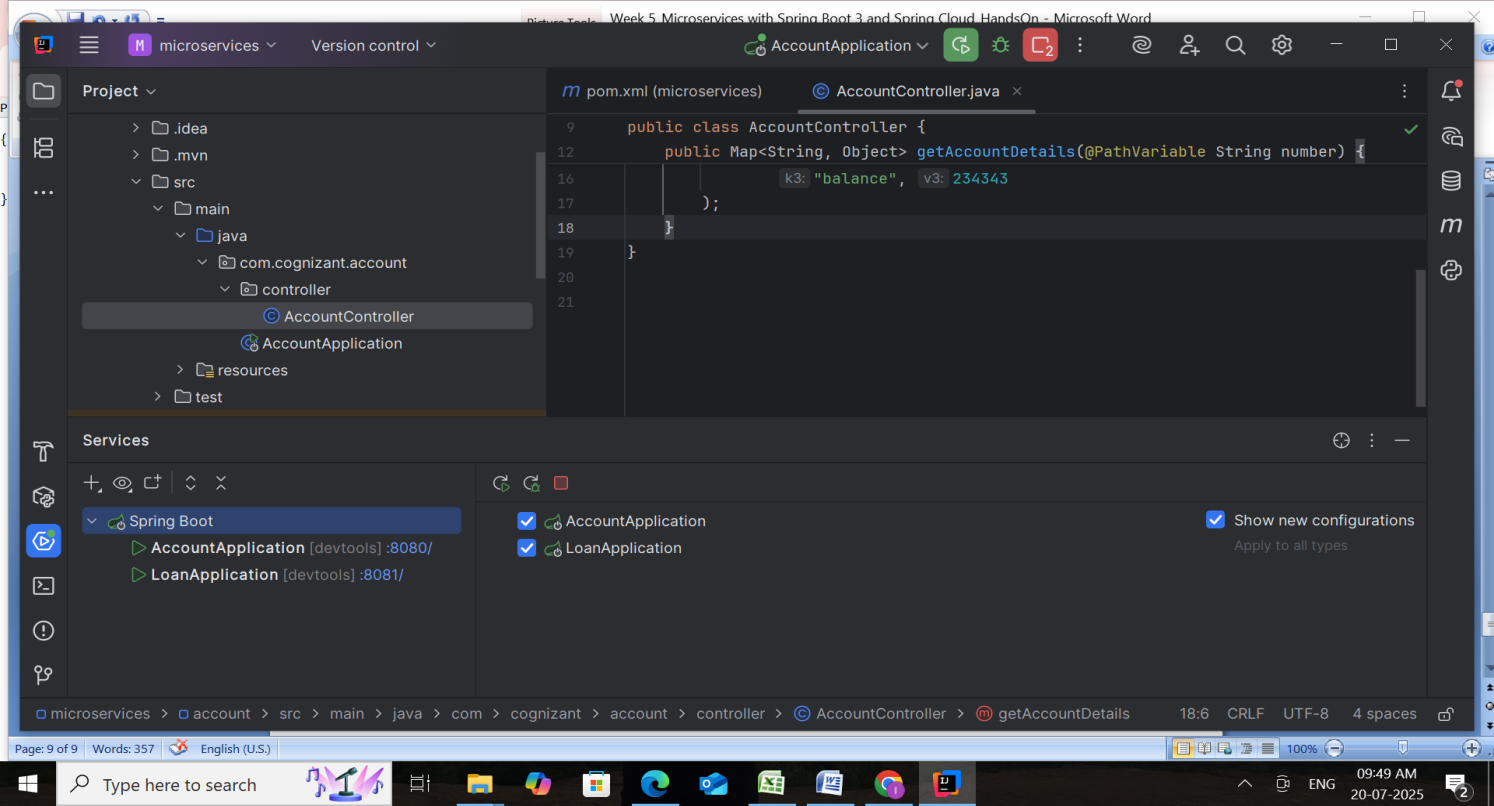 Picture Tools
Week 5_Microservices with Spring Boot 3 and Spring Cloud_HandsOn - Microsoft Word
M microservices
Version control
AccountApplication
2
Project
m pom.xml (microservices)
AccountController.java
.idea
.mvn
src
main
java
com.cognizant.account
controller
AccountController
AccountApplication
resources
test
9 public class AccountController {
12 public Map<String, Object> getAccountDetails(@PathVariable String number) {
16 k3: "balance", v3: 234343
17 );
18 }
19 }
20
21
Services
Spring Boot
AccountApplication [devtools] :8080/
LoanApplication [devtools] :8081/
AccountApplication
LoanApplication
Show new configurations
Apply to all types
microservices > account > src > main > java > com > cognizant > account > controller > AccountController > getAccountDetails
18:6 CRLF UTF-8 4 spaces
Page: 9 of 9 Words: 357 English (U.S.) 100%
Type here to search
ENG
09:49 AM
20-07-2025
2